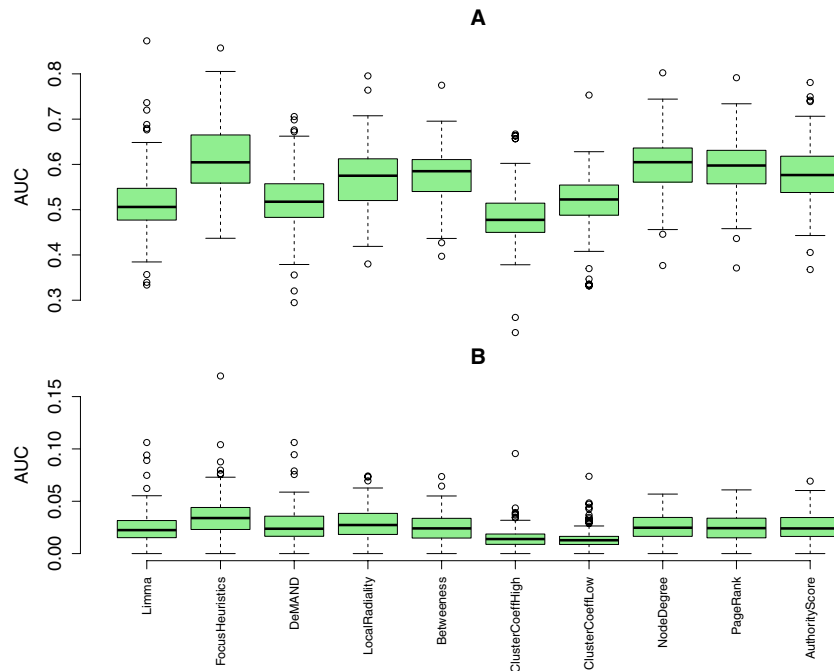 A
AUC
0.8
0.7
0.6
0.5
0.4
0.3
B
AUC
0.15
0.10
0.05
0.00
Limma
FocusHeuristics
DeMAND
LocalRadiality
Betweeness
ClusterCoeffHigh
ClusterCoeffLow
NodeDegree
PageRank
AuthorityScore